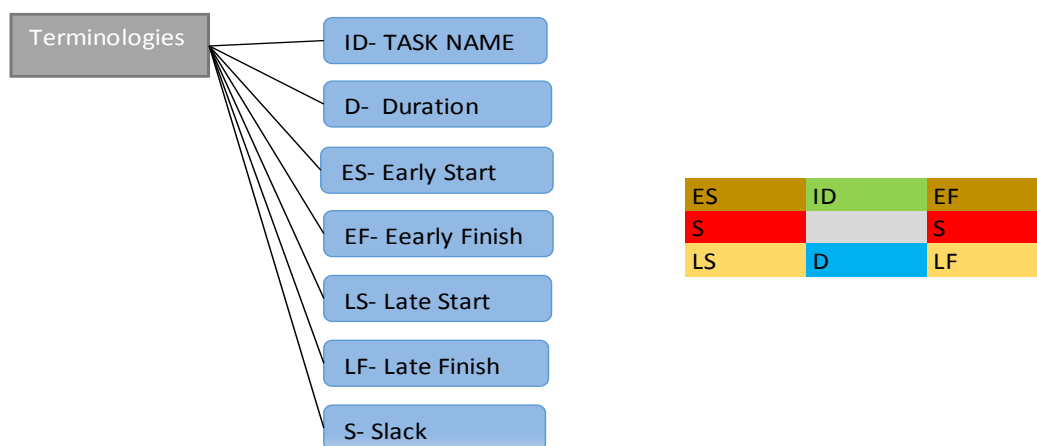 Terminologies
ID- TASK NAME
D- Duration
ES- Early Start
EF- Eearly Finish
LS- Late Start
LF- Late Finish
S- Slack
ES ID EF
S S
LS D LF